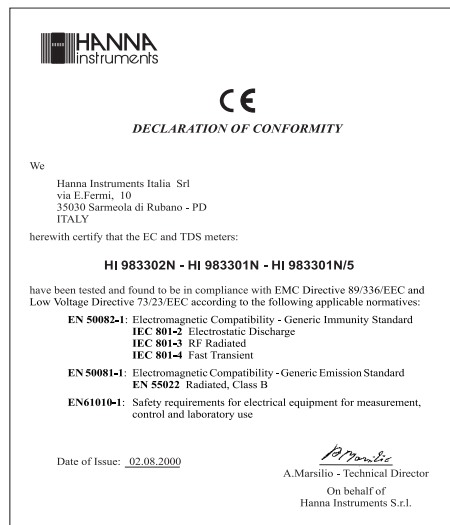 HANNA
instruments
CE
DECLARATION OF CONFORMITY
We
Hanna Instruments Italia Srl
via E.Fermi, 10
35030 Sarmeola di Rubano - PD
ITALY
herewith certify that the EC and TDS meters:
HI 983302N - HI 983301N - HI 983301N/5
have been tested and found to be in compliance with EMC Directive 89/336/EEC and
Low Voltage Directive 73/23/EEC according to the following applicable normatives:
EN 50082-1: Electromagnetic Compatibility - Generic Immunity Standard
IEC 801-2 Electrostatic Discharge
IEC 801-3 RF Radiated
IEC 801-4 Fast Transient
EN 50081-1: Electromagnetic Compatibility - Generic Emission Standard
EN 55022 Radiated, Class B
EN61010-1: Safety requirements for electrical equipment for measurement,
control and laboratory use
Date of Issue: 02.08.2000
A.Marsilio
A.Marsilio - Technical Director
On behalf of
Hanna Instruments S.r.l.